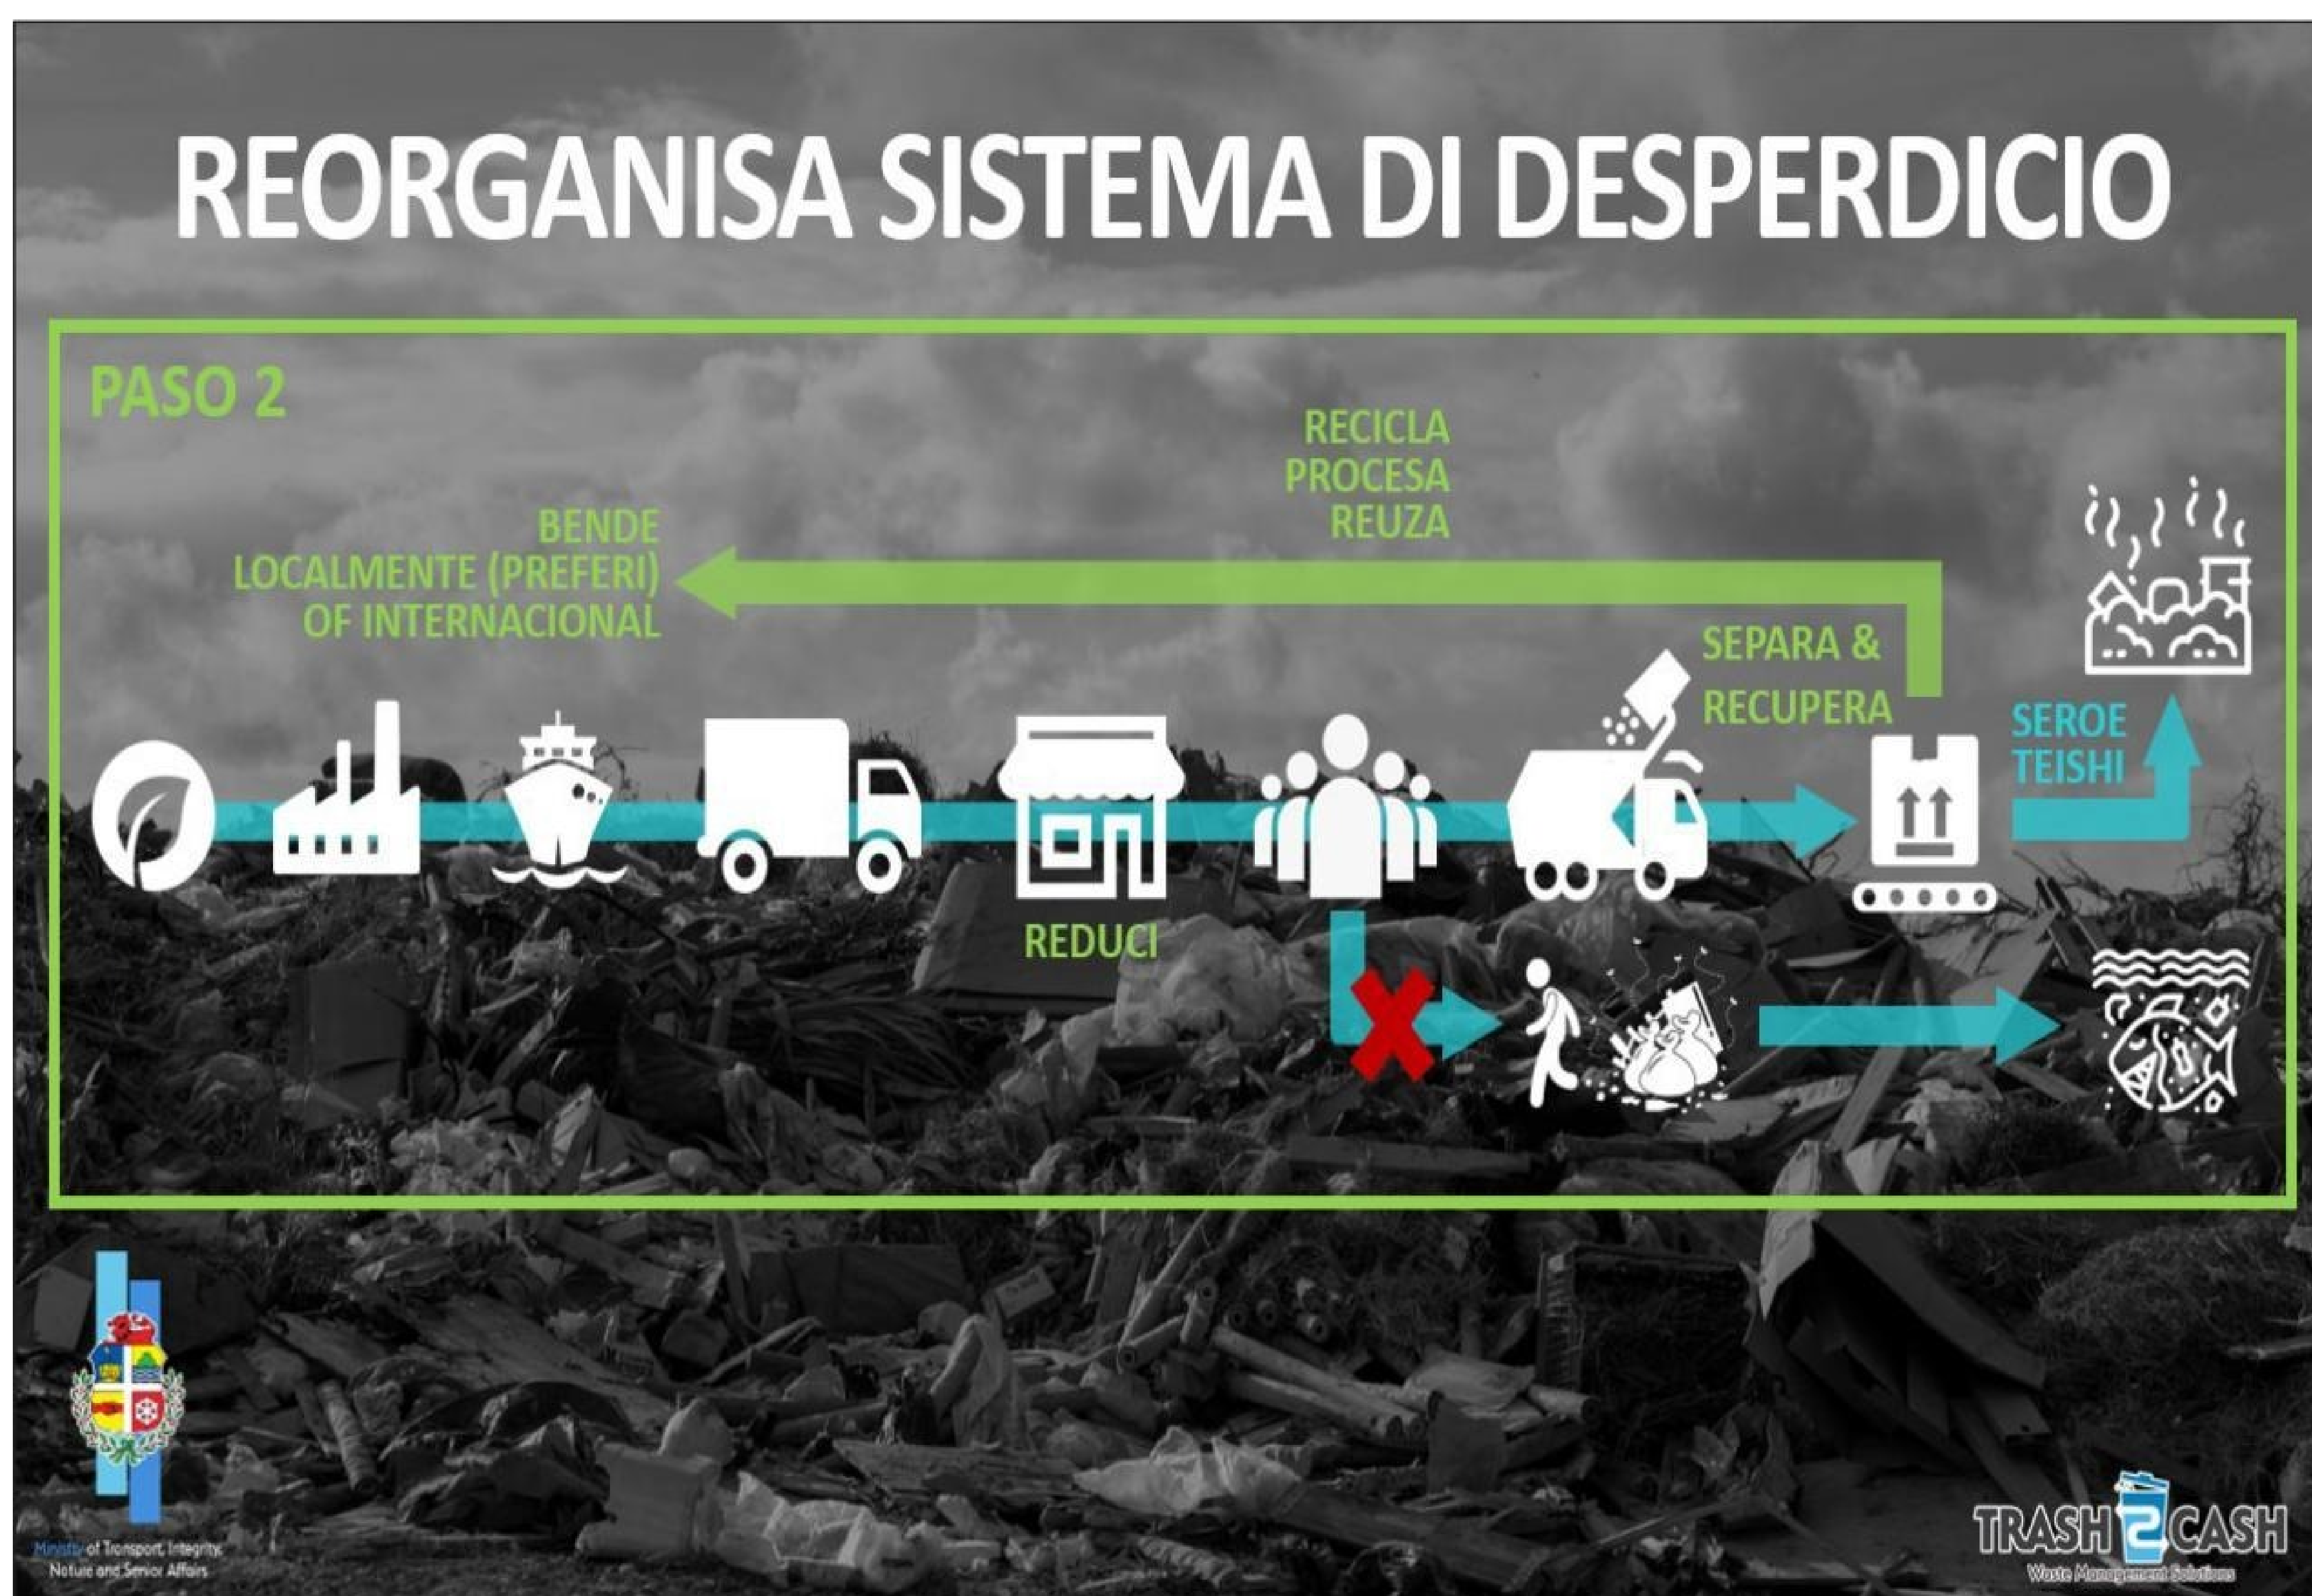 REORGANISA SISTEMA DI DESPERDICIO
PASO 2
RECICLA
PROCESA
REUZA
BENDE
LOCALMENTE (PREFERI)
OF INTERNACIONAL
SEPARA &
RECUPERA
SEROE
TEISHI
REDUCI
Ministry of Transport, Integrity,
Nature and Senior Affairs
TRASH 2 CASH
Waste Management Solutions